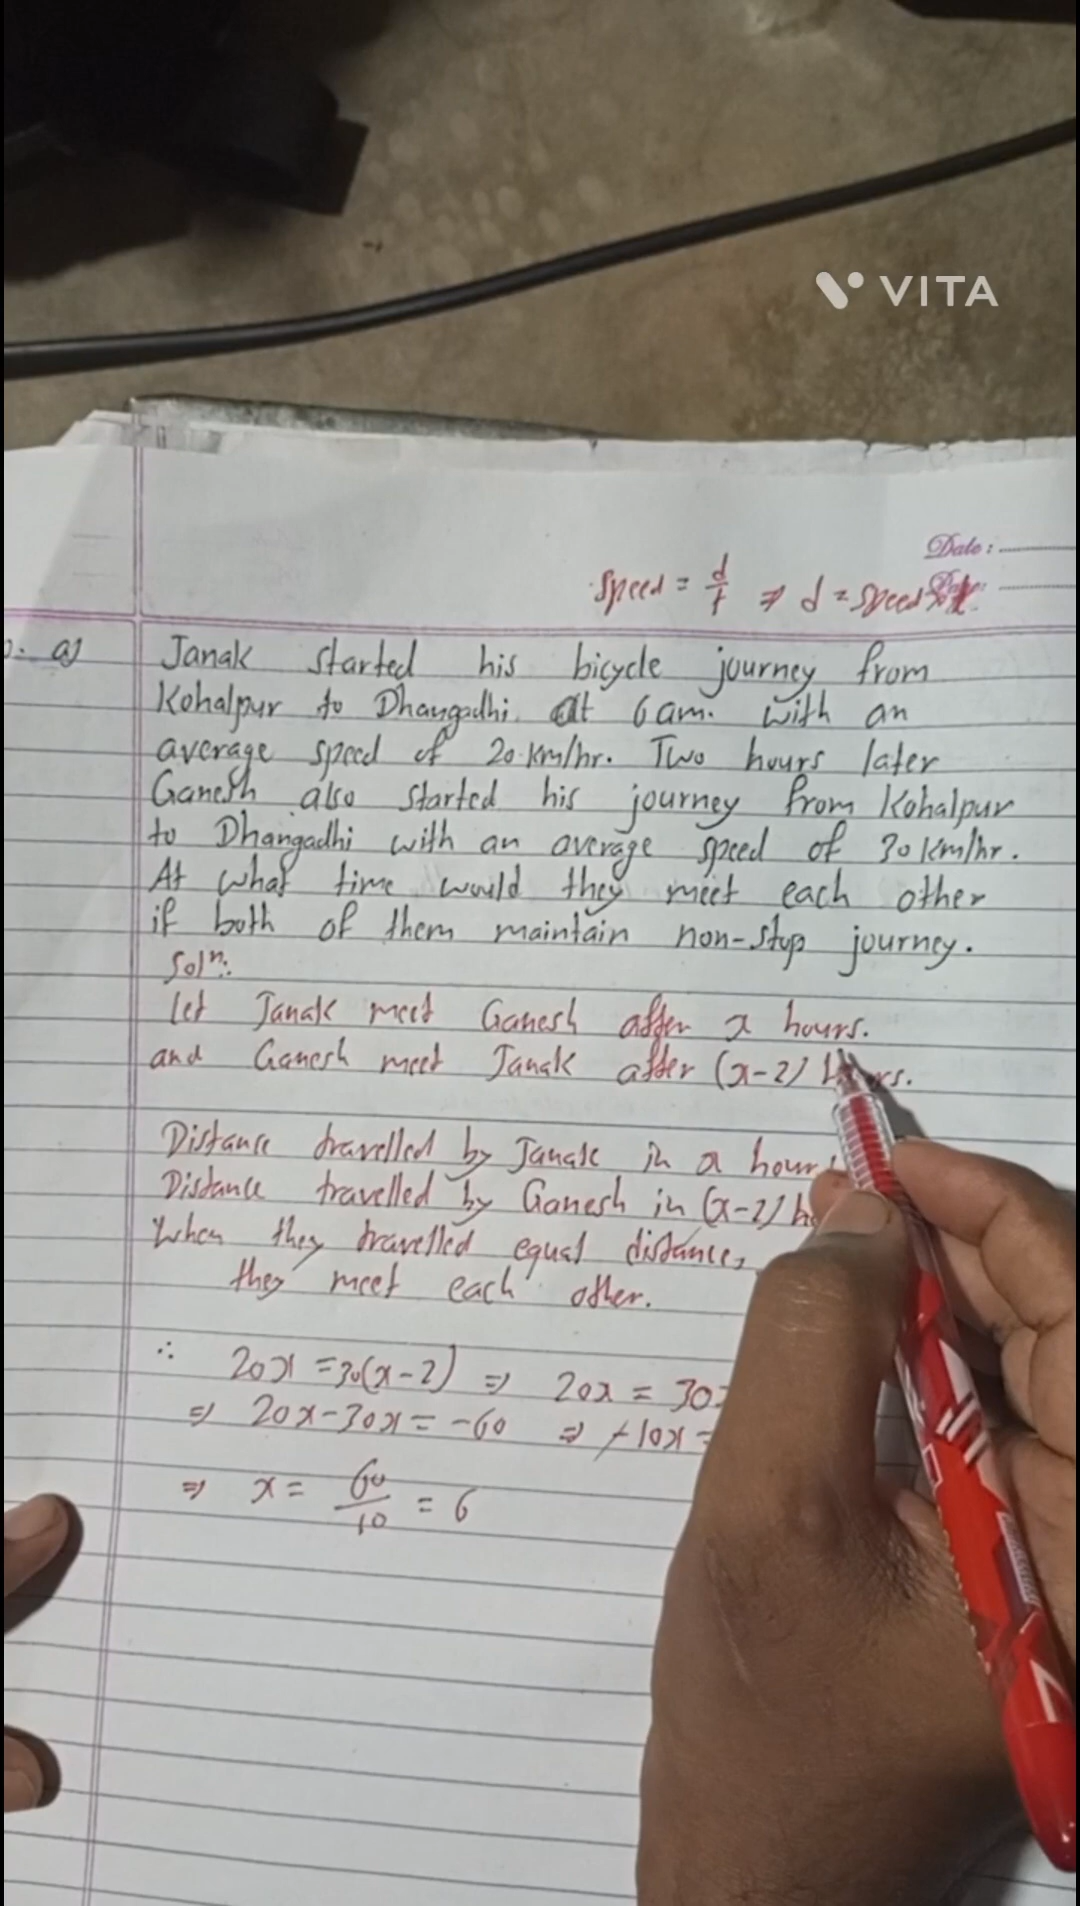 VITA
Date:
speed = d/t ⇒ d = speed
a) Janak started his bicycle journey from
Kohalpur to Dhangadhi. At 6 am. with an
average speed of 20 km/hr. Two hours later
Ganesh also started his journey from Kohalpur
to Dhangadhi with an average speed of 30 km/hr.
At what time would they meet each other
if both of them maintain non-stop journey.
Soln:
Let Janak meet Ganesh after x hours.
and Ganesh meet Janak after (x-2)
Distance travelled by Janak in x hour
Distance travelled by Ganesh in (x-2)
When they travelled equal distance,
they meet each other.
∴ 20x = 30(x-2) ⇒ 20x = 30
⇒ 20x-30x = -60 ⇒ -10x =
⇒ x = 60/10 = 6